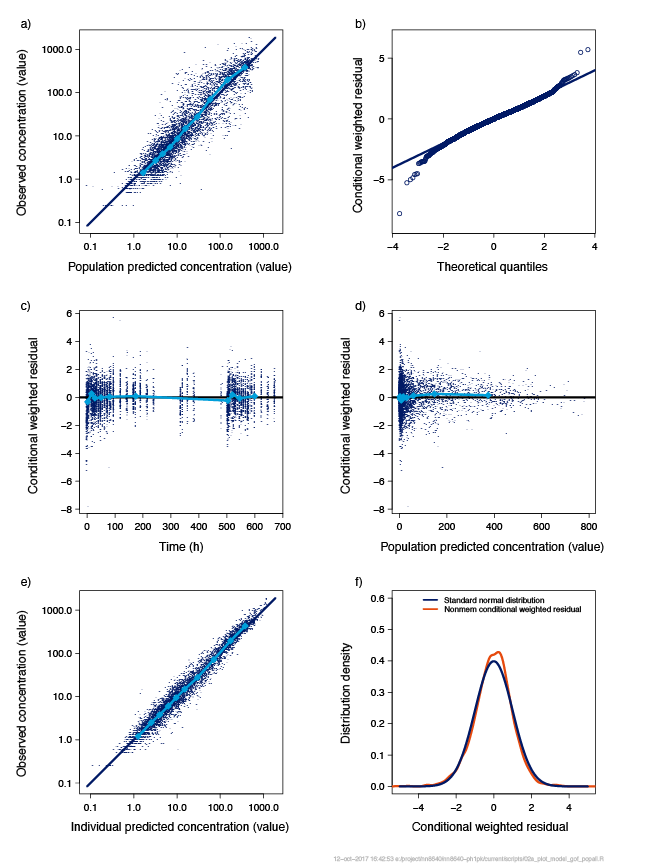 a)
Observed concentration (value)
1000.0
100.0
10.0
1.0
0.1
0.1 1.0 10.0 100.0 1000.0
Population predicted concentration (value)
b)
Conditional weighted residual
5
0
−5
−4 −2 0 2 4
Theoretical quantiles
c)
Conditional weighted residual
6
4
2
0
−2
−4
−6
−8
0 100 200 300 400 500 600 700
Time (h)
d)
Conditional weighted residual
6
4
2
0
−2
−4
−6
−8
0 200 400 600 800
Population predicted concentration (value)
e)
Observed concentration (value)
1000.0
100.0
10.0
1.0
0.1
0.1 1.0 10.0 100.0 1000.0
Individual predicted concentration (value)
f)
Standard normal distribution
Nonmem conditional weighted residual
Distribution density
0.6
0.5
0.4
0.3
0.2
0.1
0.0
−4 −2 0 2 4
Conditional weighted residual
12−oct−2017 16:42:53